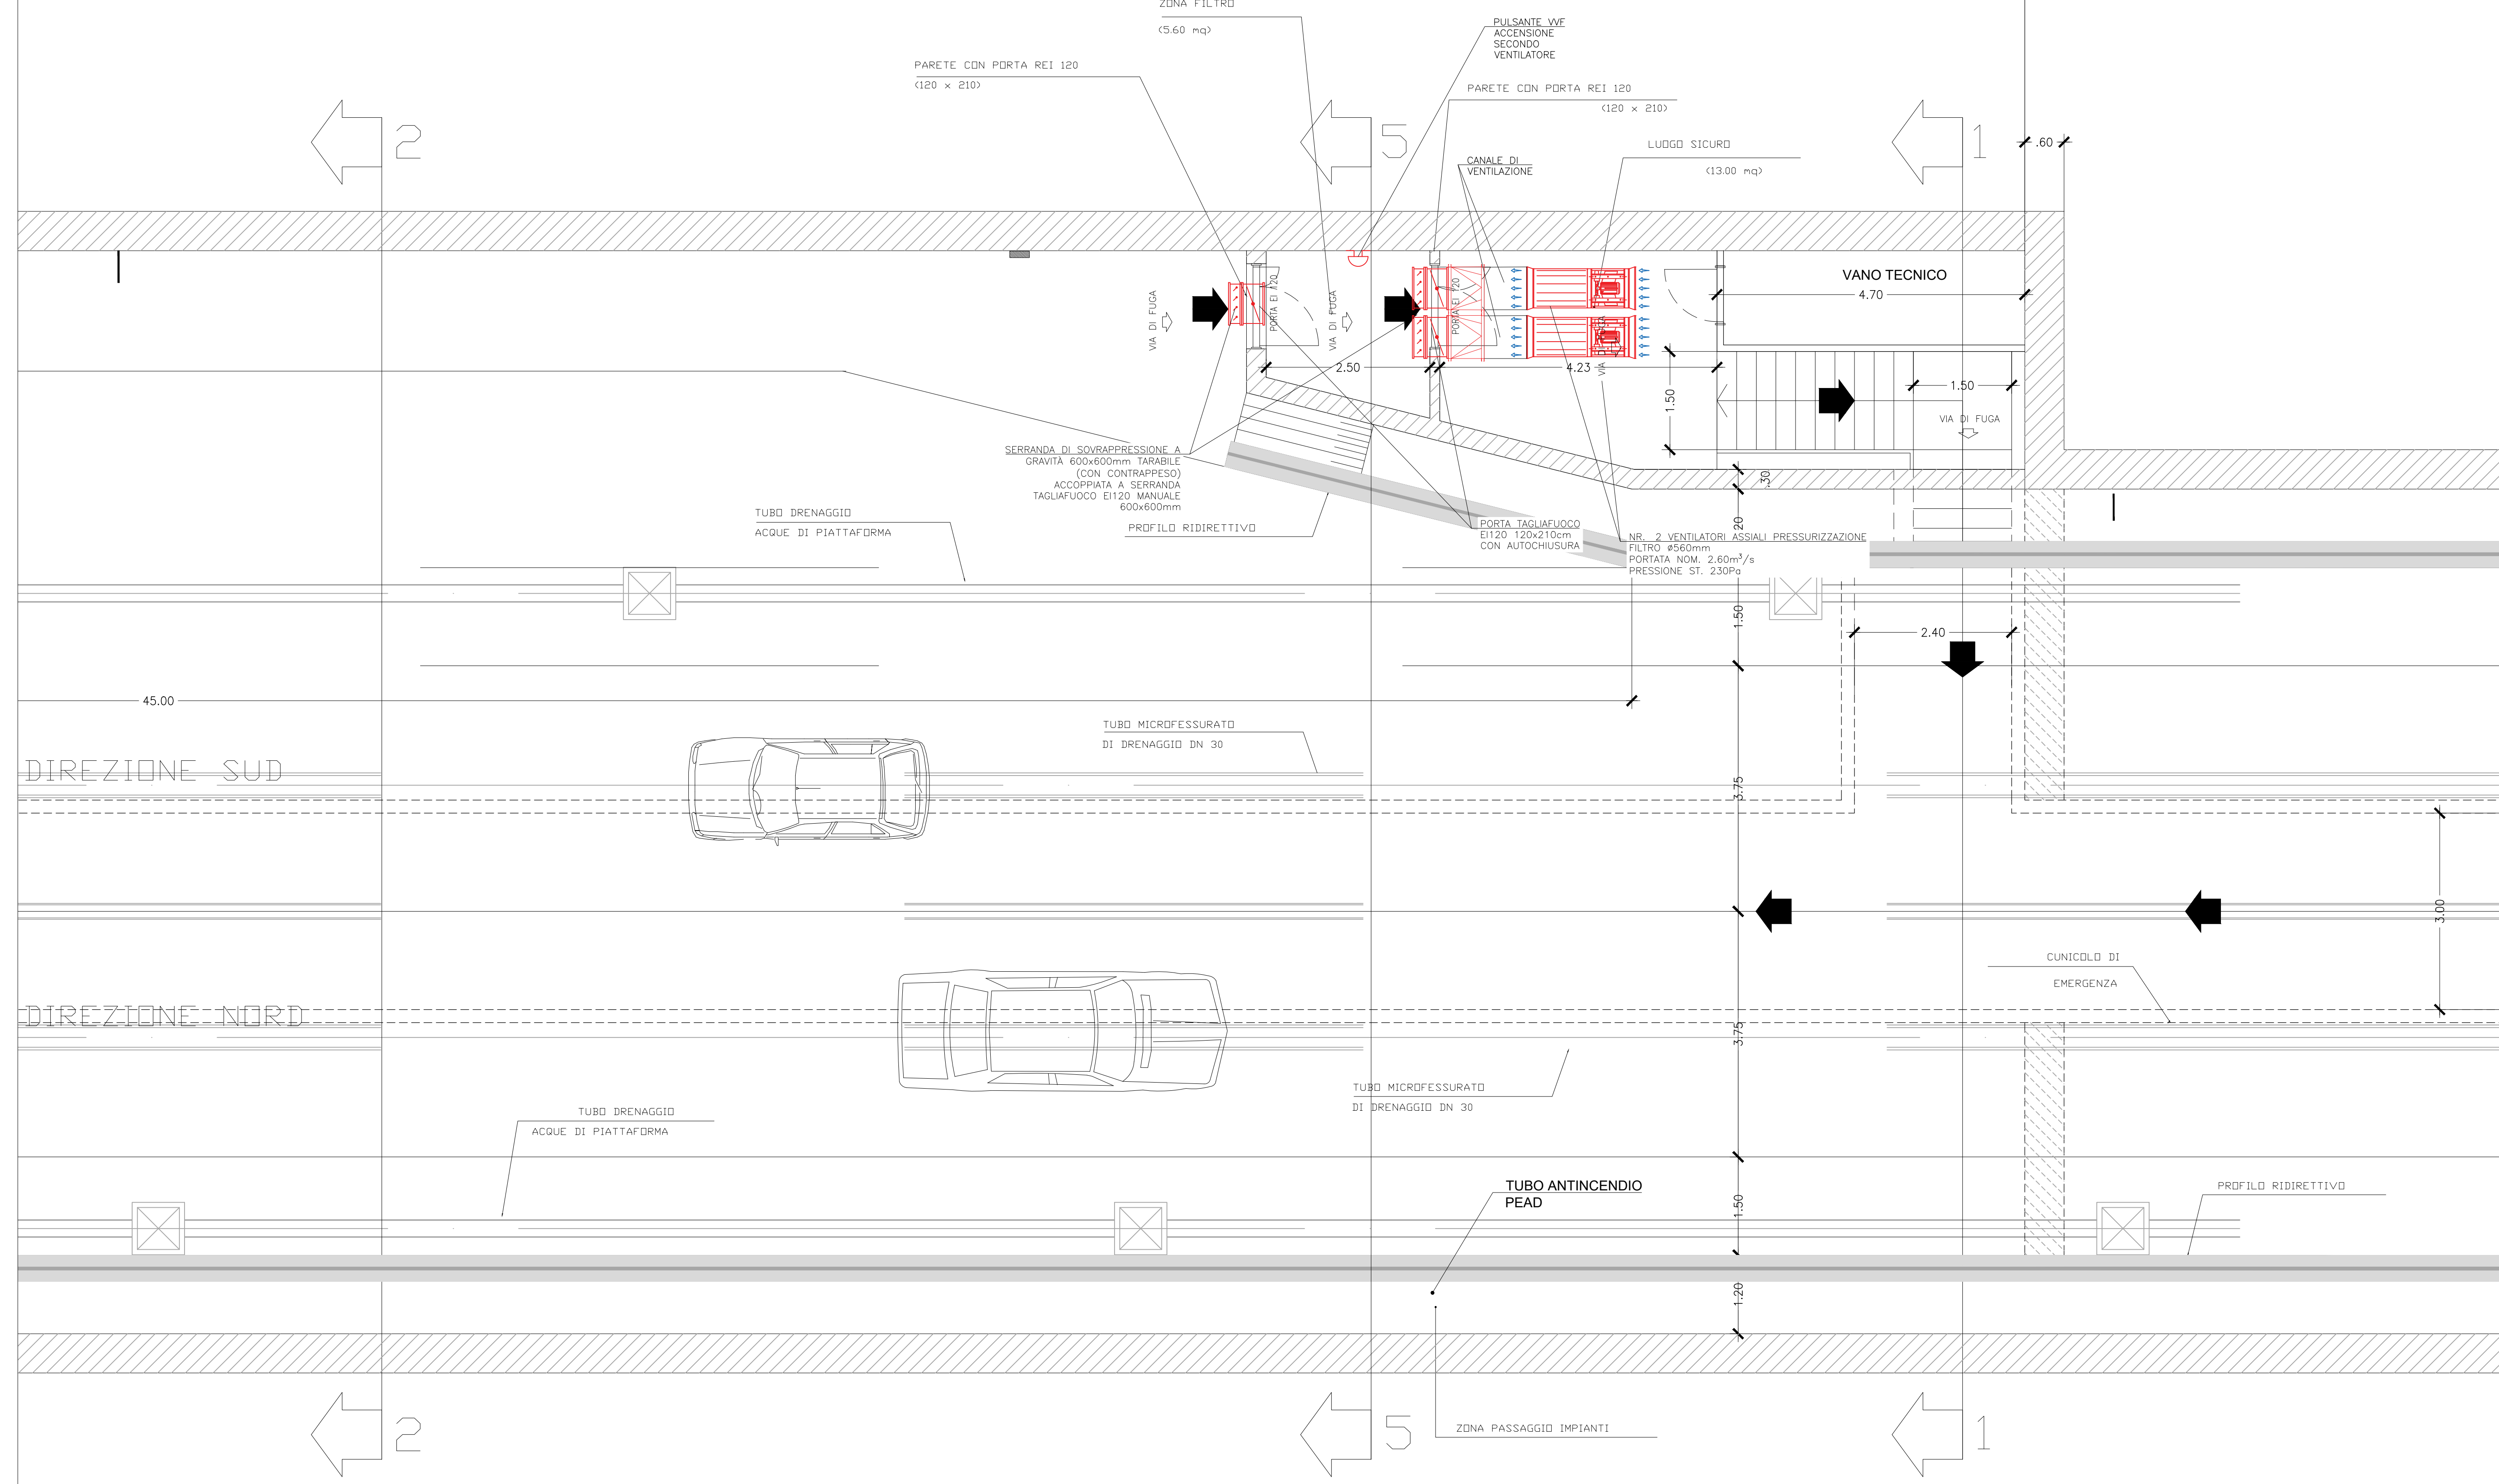 ZONA FILTRO
(5.60 mq)
PULSANTE VVF
ACCENSIONE
SECONDO
VENTILATORE
PARETE CON PORTA REI 120
(120 x 210)
PARETE CON PORTA REI 120
(120 x 210)
2
5
1
.60
LUOGO SICURO
(13.00 mq)
CANALE DI
VENTILAZIONE
VANO TECNICO
4.70
VIA DI FUGA
PORTA EI 120
VIA DI FUGA
PORTA EI 120
2.50
4.23
1.50
1.50
VIA DI FUGA
SERRANDA DI SOVRAPPRESSIONE A
GRAVITÀ 600x600mm TARABILE
(CON CONTRAPPESO)
ACCOPPIATA A SERRANDA
TAGLIAFUOCO EI120 MANUALE
600x600mm
.30
TUBO DRENAGGIO
ACQUE DI PIATTAFORMA
PROFILO RIDIRETTIVO
PORTA TAGLIAFUOCO
EI120 120x210cm
CON AUTOCHIUSURA
20
NR. 2 VENTILATORI ASSIALI PRESSURIZZAZIONE
FILTRO ø560mm
PORTATA NOM. 2.60m³/s
PRESSIONE ST. 230Pa
1.50
2.40
45.00
TUBO MICROFESSURATO
DI DRENAGGIO DN 30
DIREZIONE SUD
3.75
3.00
CUNICOLO DI
EMERGENZA
DIREZIONE NORD
3.75
TUBO MICROFESSURATO
DI DRENAGGIO DN 30
TUBO DRENAGGIO
ACQUE DI PIATTAFORMA
TUBO ANTINCENDIO
PEAD
1.50
PROFILO RIDIRETTIVO
1.20
ZONA PASSAGGIO IMPIANTI
2
5
1